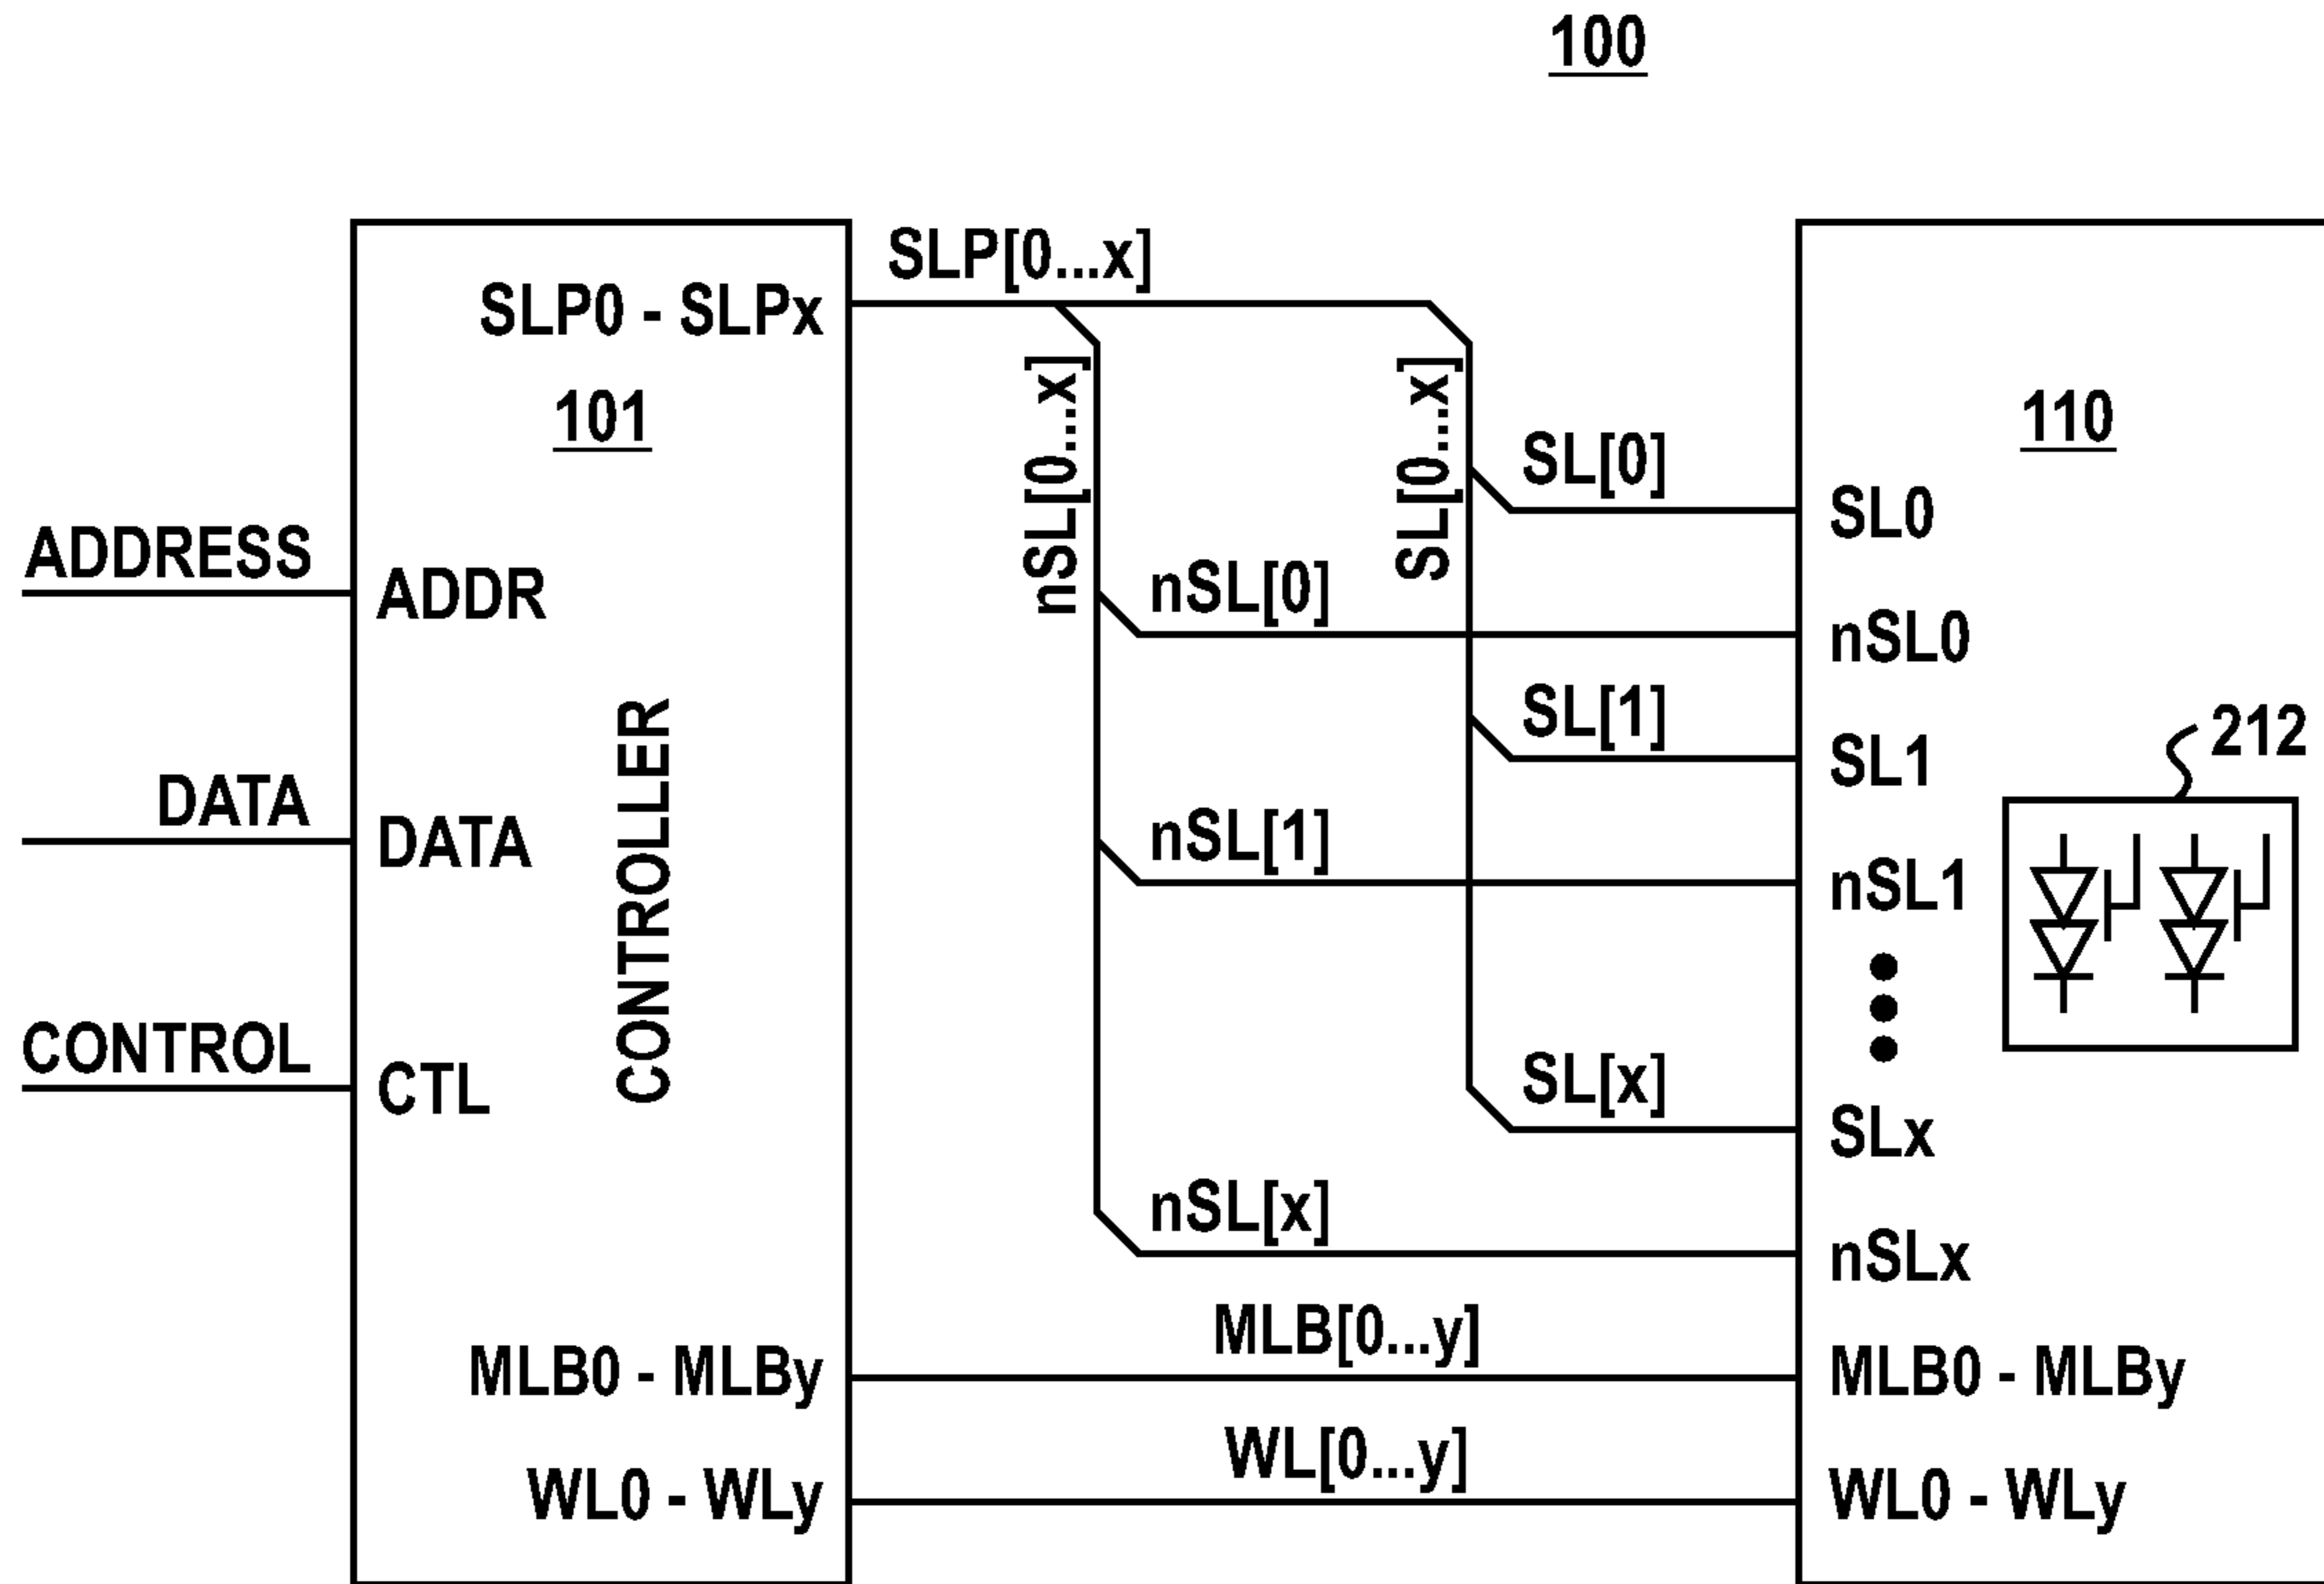 100
SLP[0...x]
SLP0 - SLPx
101
nSL[0...x]
SL[0...x]
SL[0]
110
SL0
ADDRESS
ADDR
nSL[0]
nSL0
SL[1]
SL1
212
DATA
DATA
CONTROLLER
nSL[1]
nSL1
CONTROL
CTL
SL[x]
SLx
nSL[x]
nSLx
MLB[0...y]
MLB0 - MLBy
MLB0 - MLBy
WL[0...y]
WL0 - WLy
WL0 - WLy